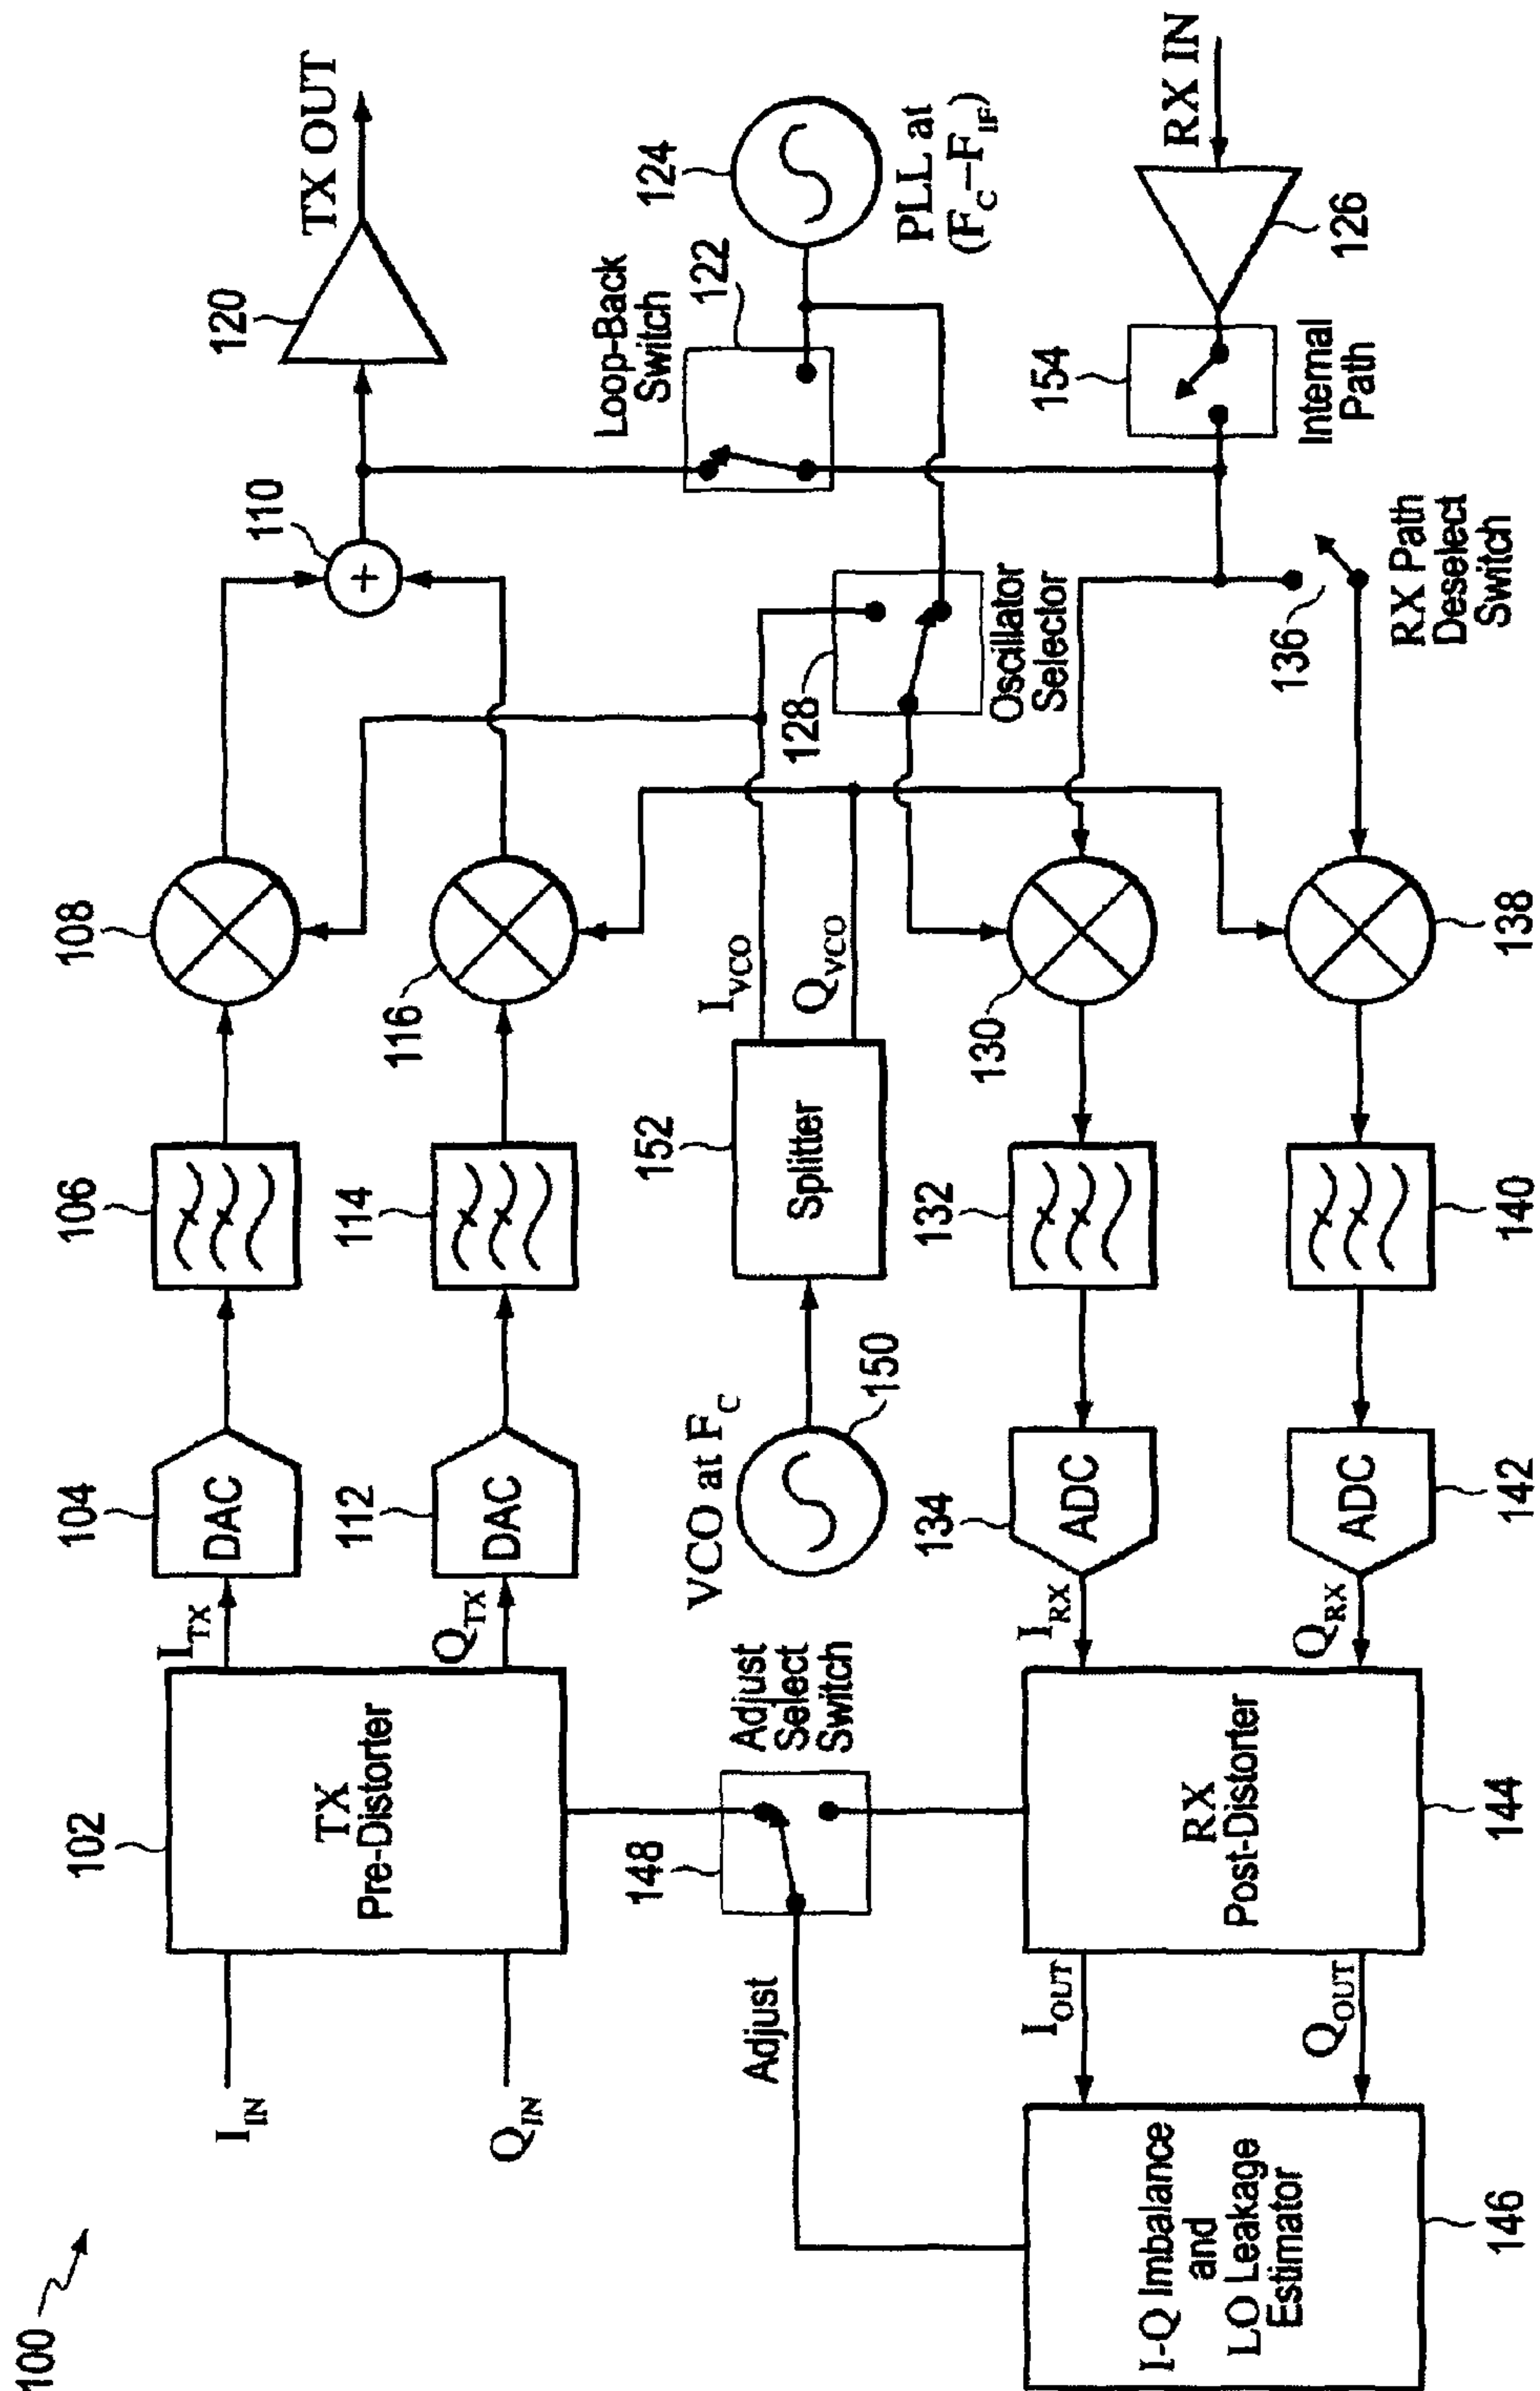 100
I_IN
Q_IN
102
TX
Pre-Distorter
I_TX
Q_TX
104
DAC
112
DAC
106
114
108
116
110
120
TX OUT
Adjust
148
Adjust
Select
Switch
VCO at F_C
150
152
Splitter
I_VCO
Q_VCO
128
Oscillator
Selector
Loop-Back
Switch
122
124
PLL at
(F_C–F_IF)
I-Q Imbalance
and
LO Leakage
Estimator
146
I_OUT
Q_OUT
RX
Post-Distorter
144
I_RX
Q_RX
134
ADC
ADC
142
132
140
130
138
136
RX Path
Deselect
Switch
154
Internal
Path
126
RX IN